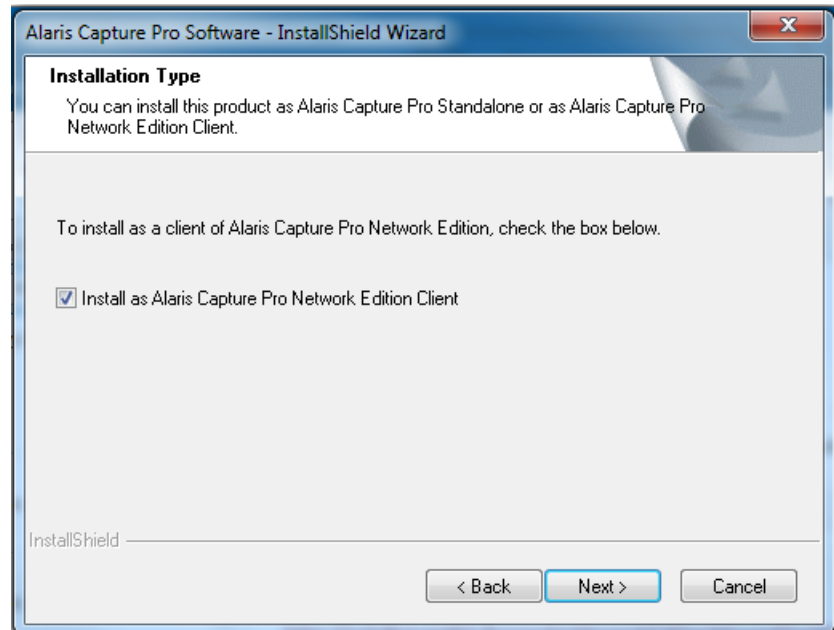 Alaris Capture Pro Software - InstallShield Wizard
Installation Type
You can install this product as Alaris Capture Pro Standalone or as Alaris Capture Pro
Network Edition Client.
To install as a client of Alaris Capture Pro Network Edition, check the box below.
Install as Alaris Capture Pro Network Edition Client
InstallShield
< Back Next > Cancel